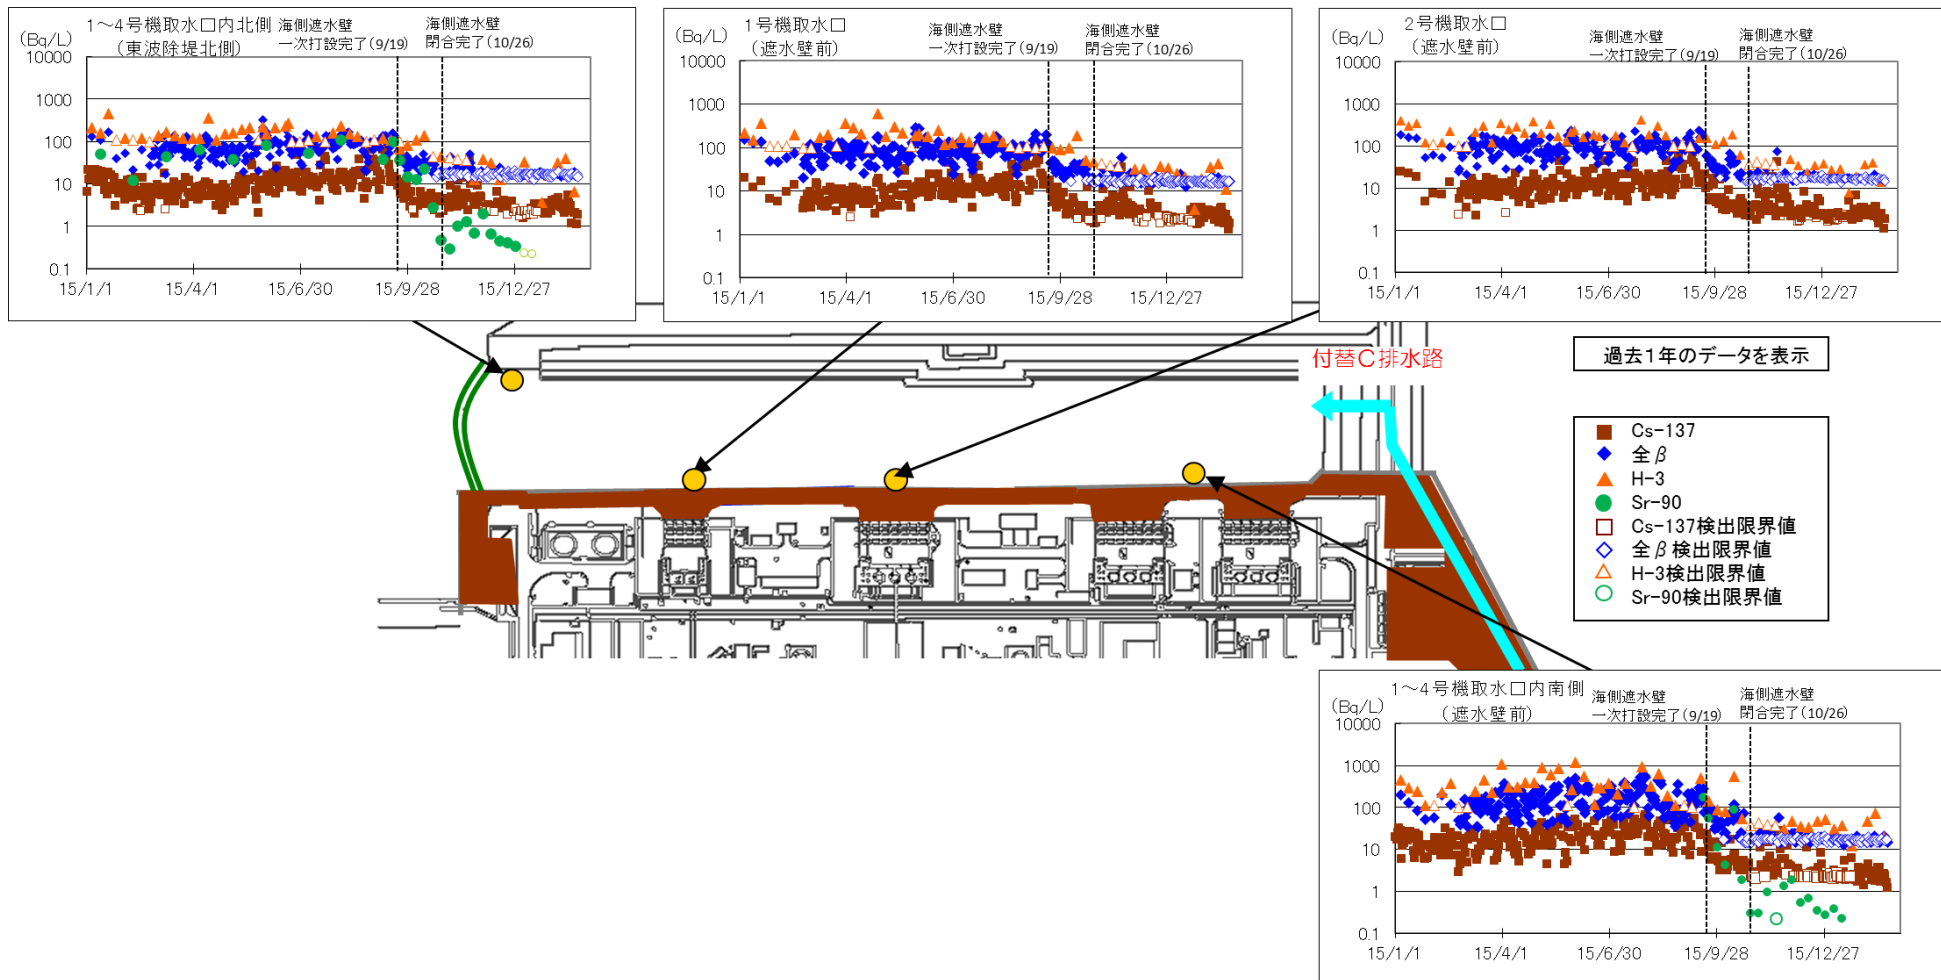 1～4号機取水口内北側
（東波除堤北側）
海側遮水壁
一次打設完了(9/19)
海側遮水壁
閉合完了(10/26)
(Bq/L)
10000
1000
100
10
1
0.1
15/1/1
15/4/1
15/6/30
15/9/28
15/12/27
1号機取水口
（遮水壁前）
海側遮水壁
一次打設完了(9/19)
海側遮水壁
閉合完了(10/26)
(Bq/L)
10000
1000
100
10
1
0.1
15/1/1
15/4/1
15/6/30
15/9/28
15/12/27
2号機取水口
（遮水壁前）
海側遮水壁
一次打設完了(9/19)
海側遮水壁
閉合完了(10/26)
(Bq/L)
10000
1000
100
10
1
0.1
15/1/1
15/4/1
15/6/30
15/9/28
15/12/27
付替C排水路
過去1年のデータを表示
Cs-137
全β
H-3
Sr-90
Cs-137検出限界値
全β検出限界値
H-3検出限界値
Sr-90検出限界値
1～4号機取水口内南側
（遮水壁前）
海側遮水壁
一次打設完了(9/19)
海側遮水壁
閉合完了(10/26)
(Bq/L)
10000
1000
100
10
1
0.1
15/1/1
15/4/1
15/6/30
15/9/28
15/12/27